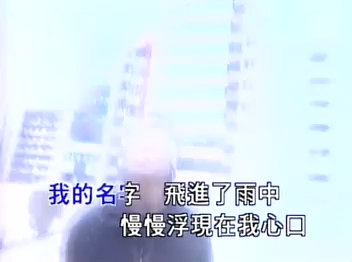 我的名字　飛進了雨中
慢慢浮現在我心口